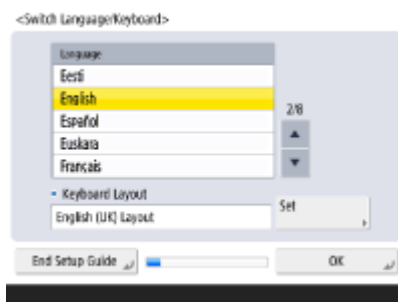 <Switch Language/Keyboard>
Language
Eesti
English
Español
Euskara
Français
2/8
Keyboard Layout
English (UK) Layout
Set
End Setup Guide
OK